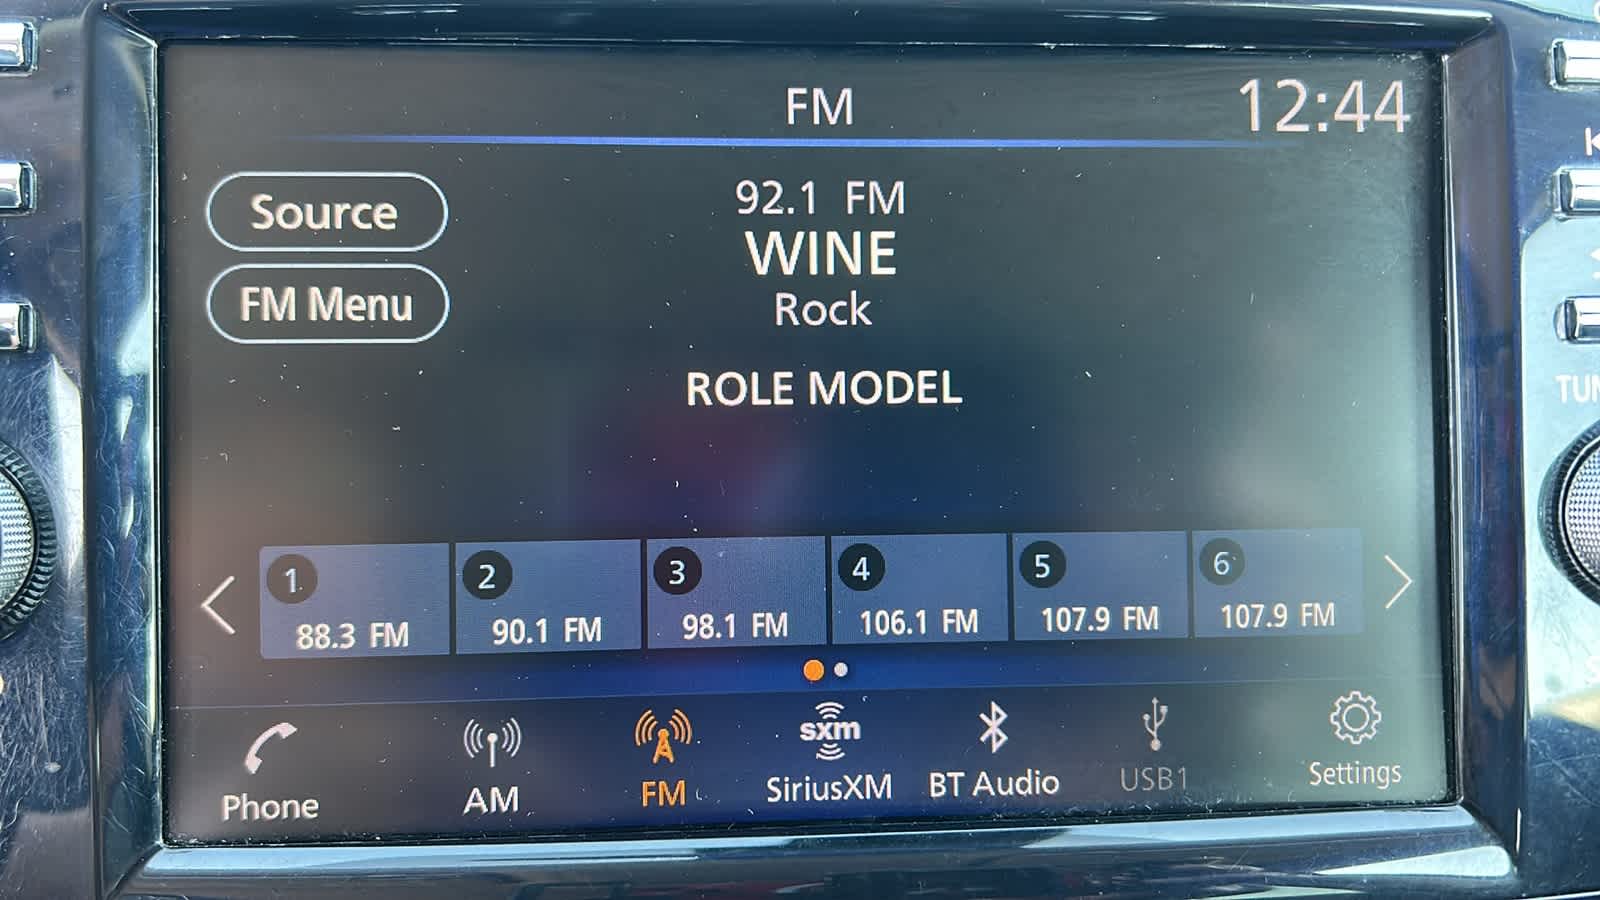 FM
12:44
Source
FM Menu
92.1 FM
WINE
Rock
ROLE MODEL
1
88.3 FM
2
90.1 FM
3
98.1 FM
4
106.1 FM
5
107.9 FM
6
107.9 FM
Phone
AM
FM
sxm
SiriusXM
BT Audio
USB1
Settings